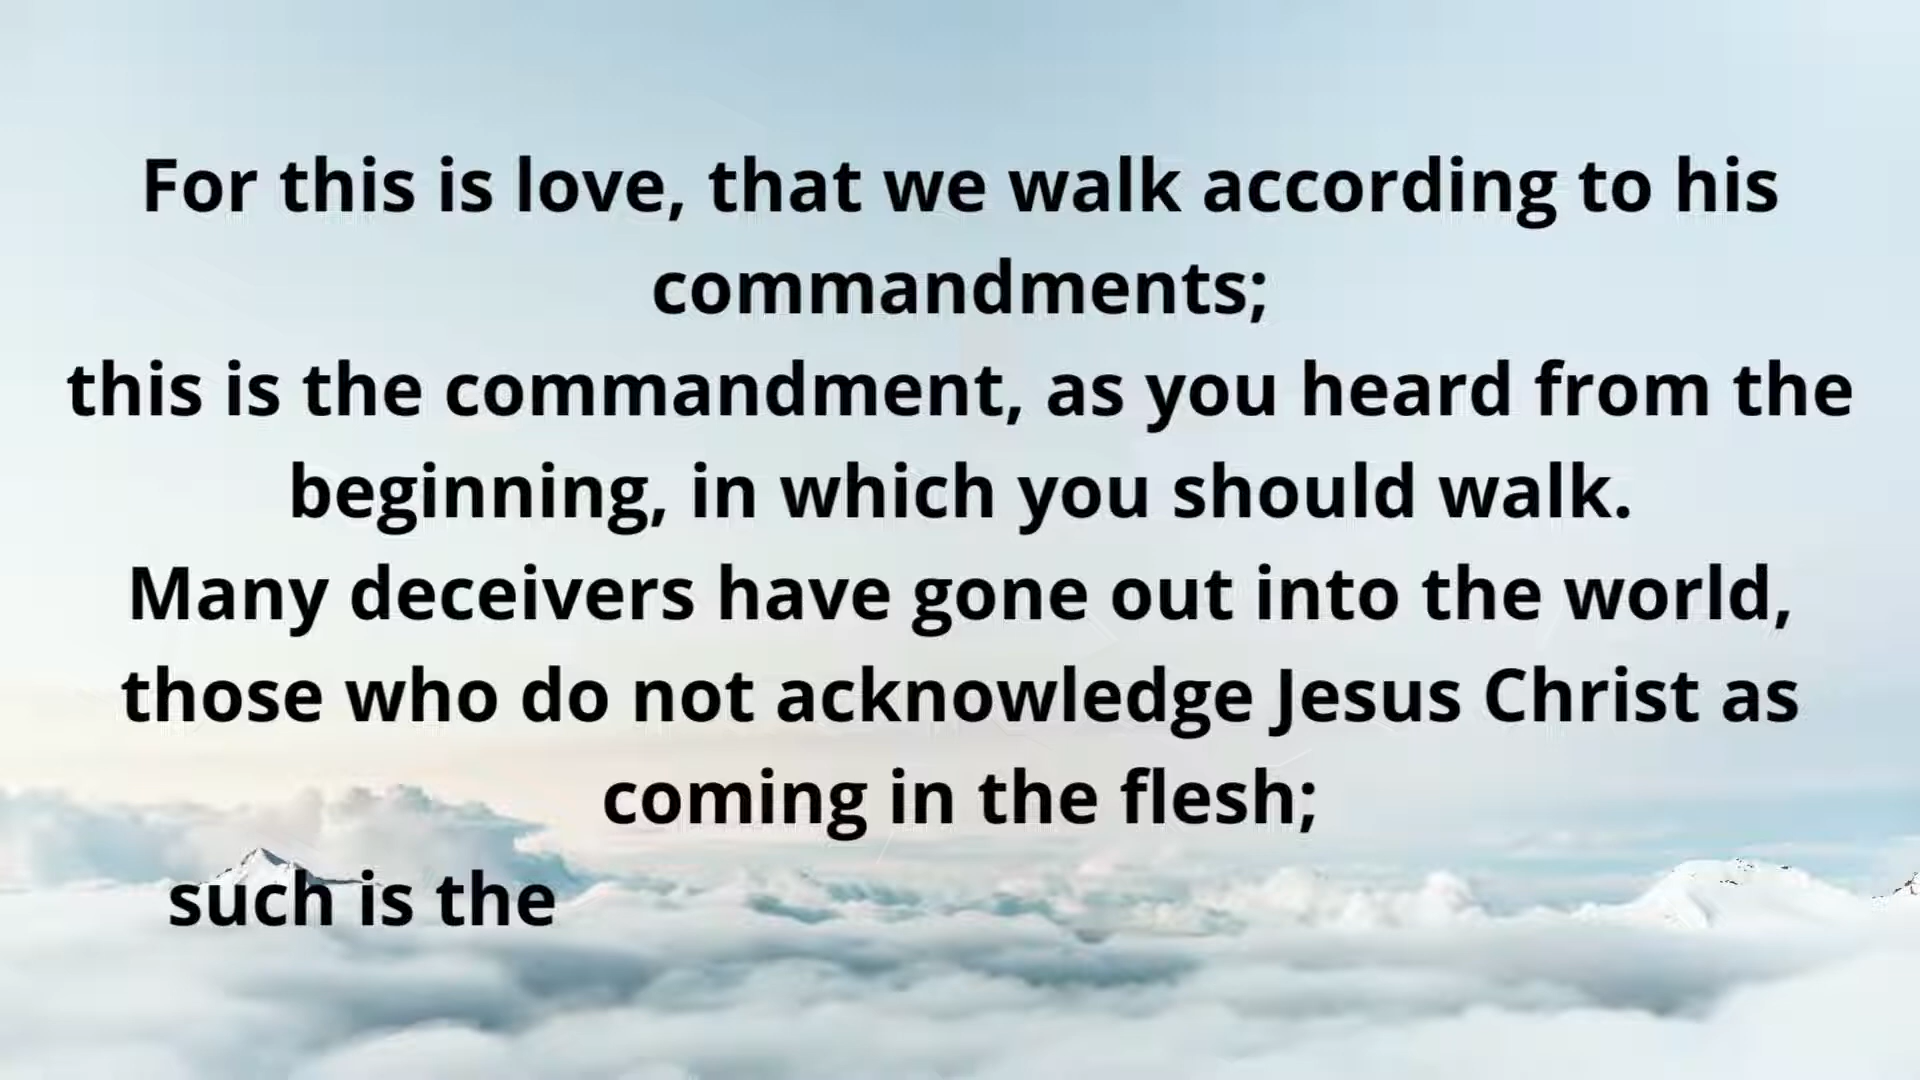 For this is love, that we walk according to his
commandments;
this is the commandment, as you heard from the
beginning, in which you should walk.
Many deceivers have gone out into the world,
those who do not acknowledge Jesus Christ as
coming in the flesh;
such is the